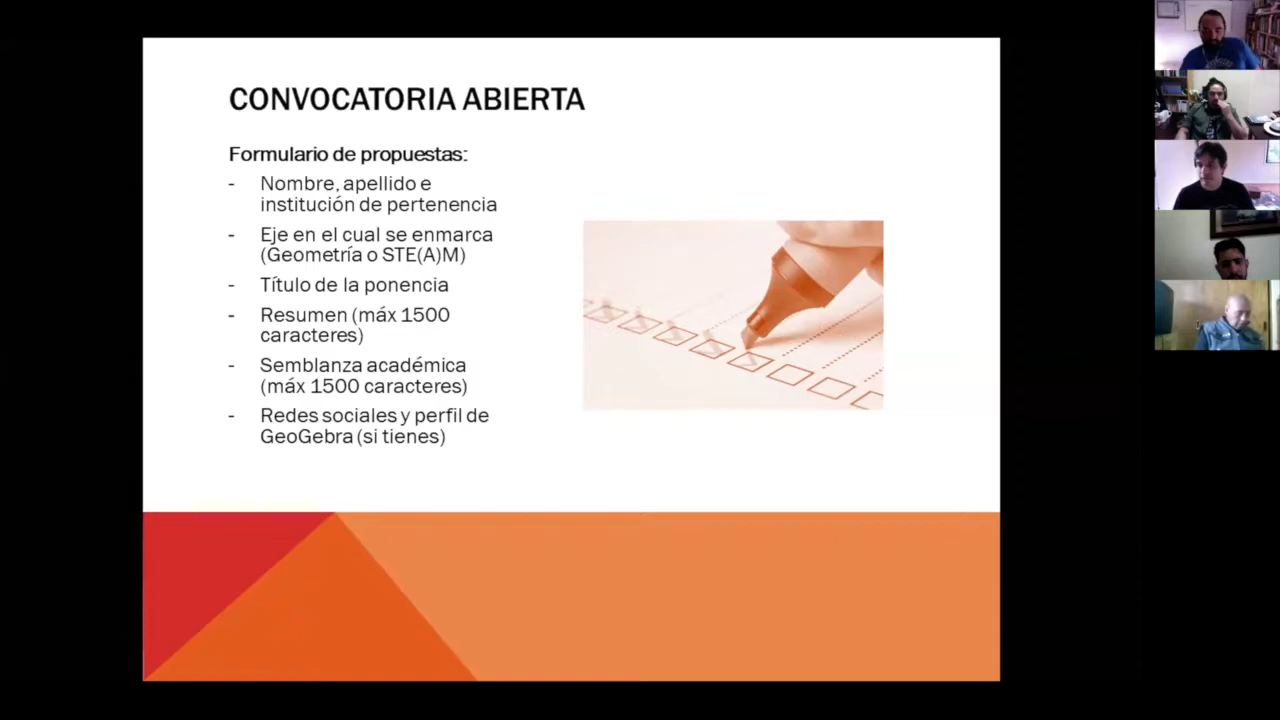 CONVOCATORIA ABIERTA
Formulario de propuestas:
- Nombre, apellido e
institución de pertenencia
- Eje en el cual se enmarca
(Geometría o STE(A)M)
- Título de la ponencia
- Resumen (máx 1500
caracteres)
- Semblanza académica
(máx 1500 caracteres)
- Redes sociales y perfil de
GeoGebra (si tienes)